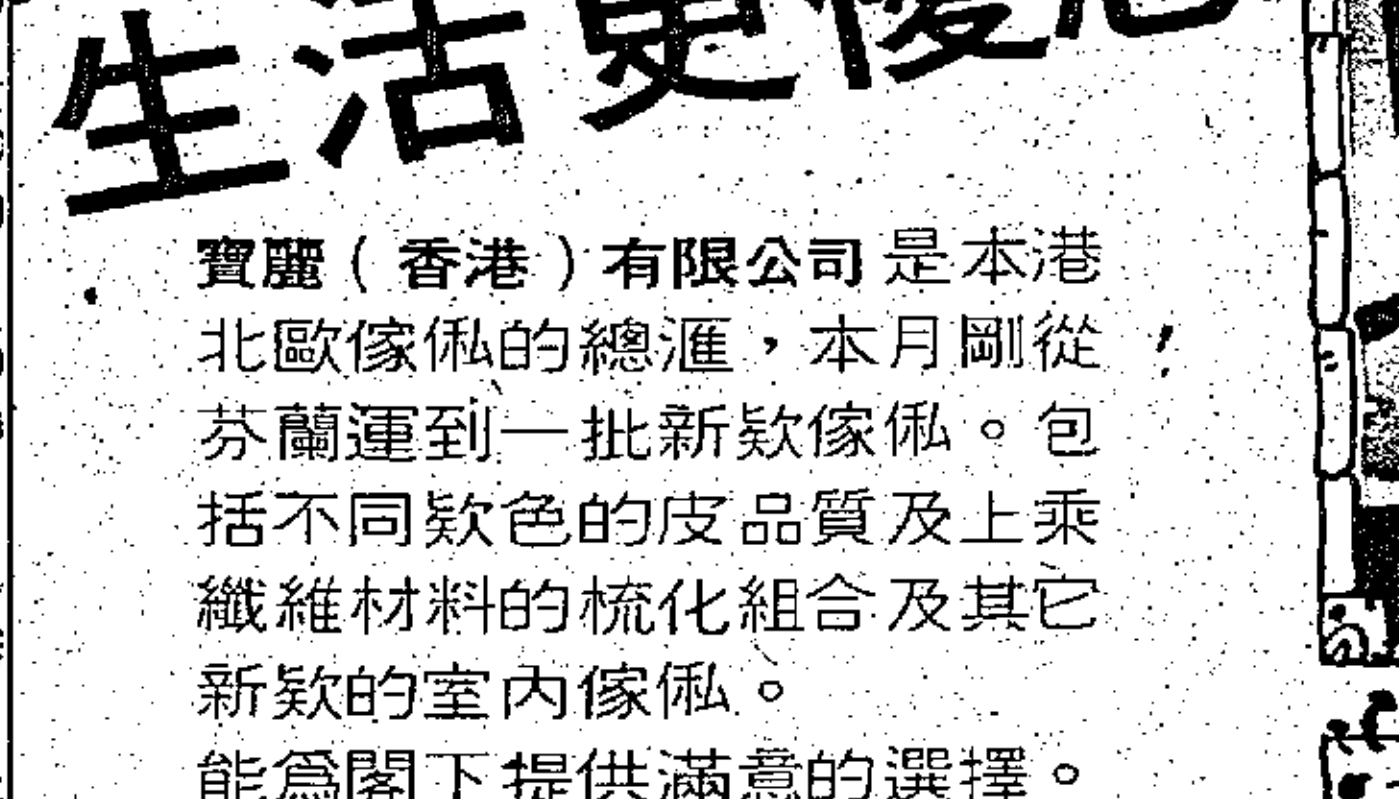 生活更優
寶麗（香港）有限公司是本港
北歐傢俬的總滙，本月剛從
芬蘭運到一批新欵傢俬。包
括不同欵色的皮品質及上乘
纖維材料的梳化組合及其它
新欵的室內傢俬。
能爲閣下提供滿意的選擇。